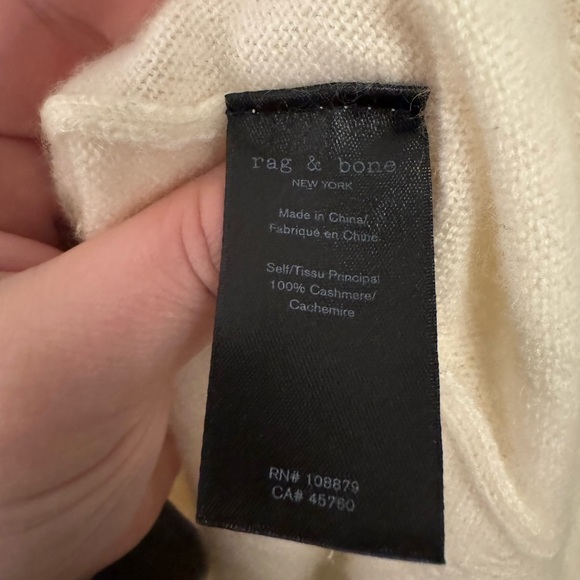 rag & bone
NEW YORK
Made in China/
Fabriqué en Chine
Self/Tissu Principal
100% Cashmere/
Cachemire
RN# 108879
CA# 45760